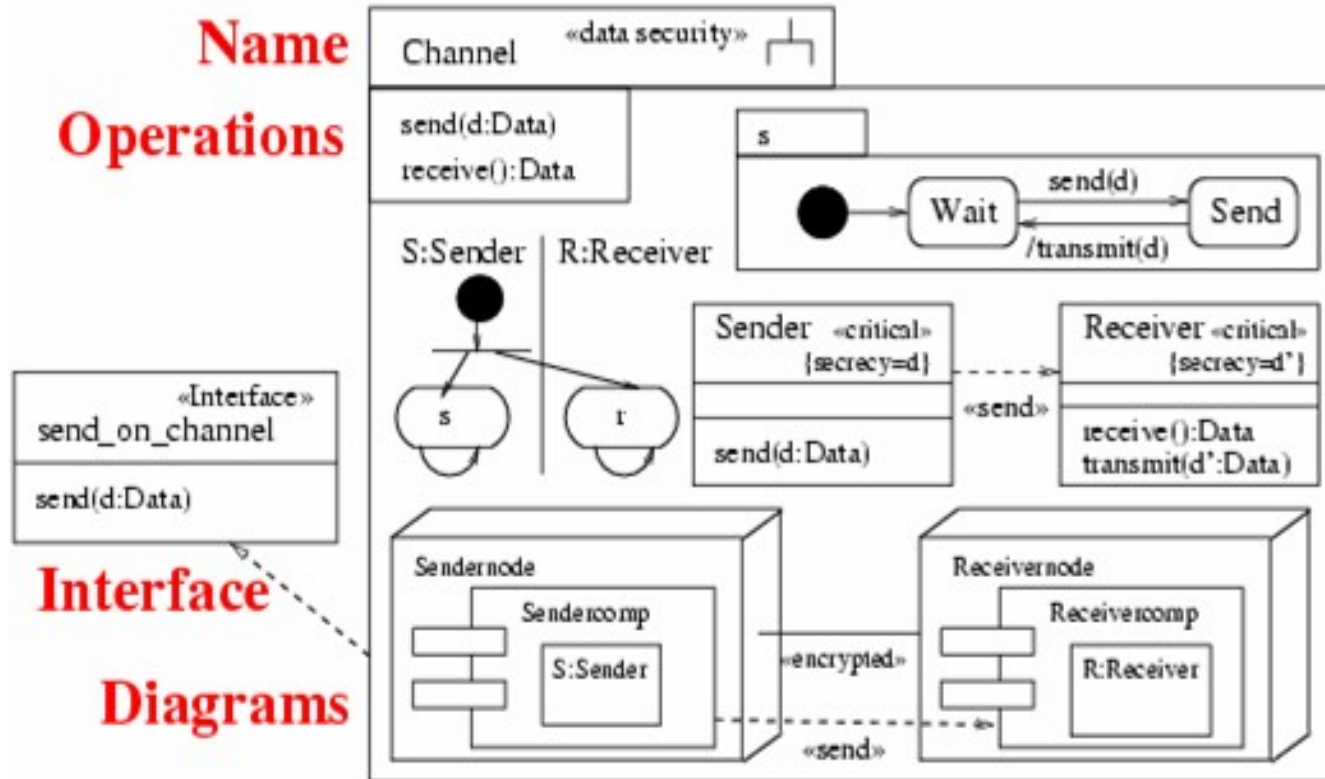 Name
Channel «data security»
Operations
send(d:Data)
receive():Data
s
Wait
send(d)
Send
/transmit(d)
S:Sender
R:Receiver
s
r
Sender «critical»
{secrecy=d}
send(d:Data)
«send»
Receiver «critical»
{secrecy=d'}
receive():Data
transmit(d':Data)
«Interface»
send_on_channel
send(d:Data)
Interface
Diagrams
Sendernode
Sendercomp
S:Sender
«encrypted»
«send»
Receivernode
Receivercomp
R:Receiver